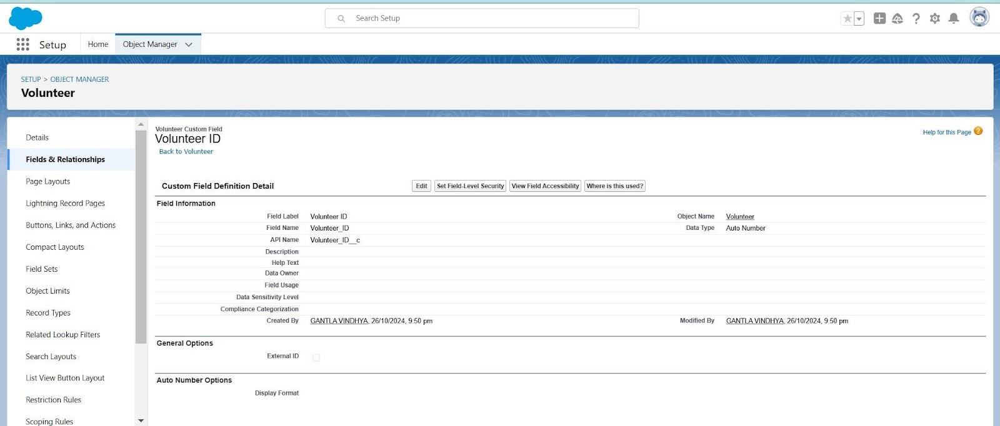 Search Setup
Setup
Home
Object Manager
SETUP > OBJECT MANAGER
Volunteer
Details
Fields & Relationships
Page Layouts
Lightning Record Pages
Buttons, Links, and Actions
Compact Layouts
Field Sets
Object Limits
Record Types
Related Lookup Filters
Search Layouts
List View Button Layout
Restriction Rules
Scoping Rules
Volunteer Custom Field
Volunteer ID
Back to Volunteer
Help for this Page
Custom Field Definition Detail
Edit
Set Field-Level Security
View Field Accessibility
Where is this used?
Field Information
Field Label Volunteer ID Object Name Volunteer
Field Name Volunteer_ID Data Type Auto Number
API Name Volunteer_ID__c
Description
Help Text
Data Owner
Field Usage
Data Sensitivity Level
Compliance Categorization
Created By GANTLA VINDHYA, 26/10/2024, 9:50 pm Modified By GANTLA VINDHYA, 26/10/2024, 9:50 pm
General Options
External ID
Auto Number Options
Display Format